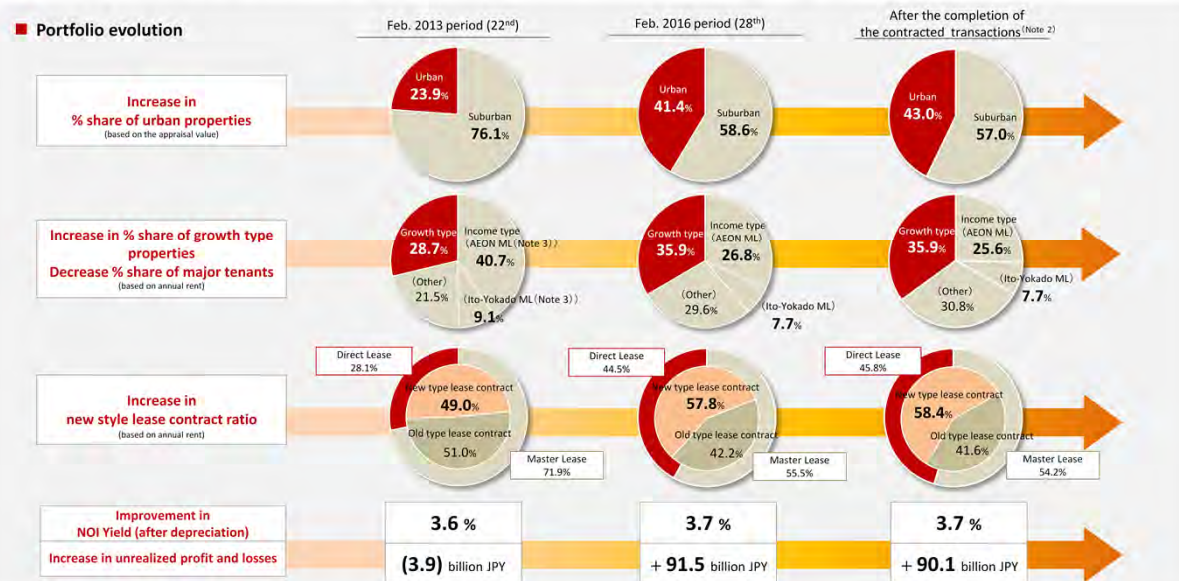 ■ Portfolio evolution
Feb. 2013 period (22nd)
Feb. 2016 period (28th)
After the completion of
the contracted transactions(Note 2)
Increase in
% share of urban properties
(based on the appraisal value)
Urban
23.9%
Suburban
76.1%
Urban
41.4%
Suburban
58.6%
Urban
43.0%
Suburban
57.0%
Increase in % share of growth type
properties
Decrease % share of major tenants
(based on annual rent)
Growth type
28.7%
Income type
(AEON ML(Note 3))
40.7%
(Other)
21.5%
(Ito-Yokado ML(Note 3))
9.1%
Growth type
35.9%
Income type
(AEON ML)
26.8%
(Other)
29.6%
(Ito-Yokado ML)
7.7%
Growth type
35.9%
Income type
(AEON ML)
25.6%
(Ito-Yokado ML)
7.7%
(Other)
30.8%
Increase in
new style lease contract ratio
(based on annual rent)
Direct Lease
28.1%
New type lease contract
49.0%
Old type lease contract
51.0%
Master Lease
71.9%
Direct Lease
44.5%
New type lease contract
57.8%
Old type lease contract
42.2%
Master Lease
55.5%
Direct Lease
45.8%
New type lease contract
58.4%
Old type lease contract
41.6%
Master Lease
54.2%
Improvement in
NOI Yield (after depreciation)
3.6 %
3.7 %
3.7 %
Increase in unrealized profit and losses
(3.9) billion JPY
+ 91.5 billion JPY
+ 90.1 billion JPY